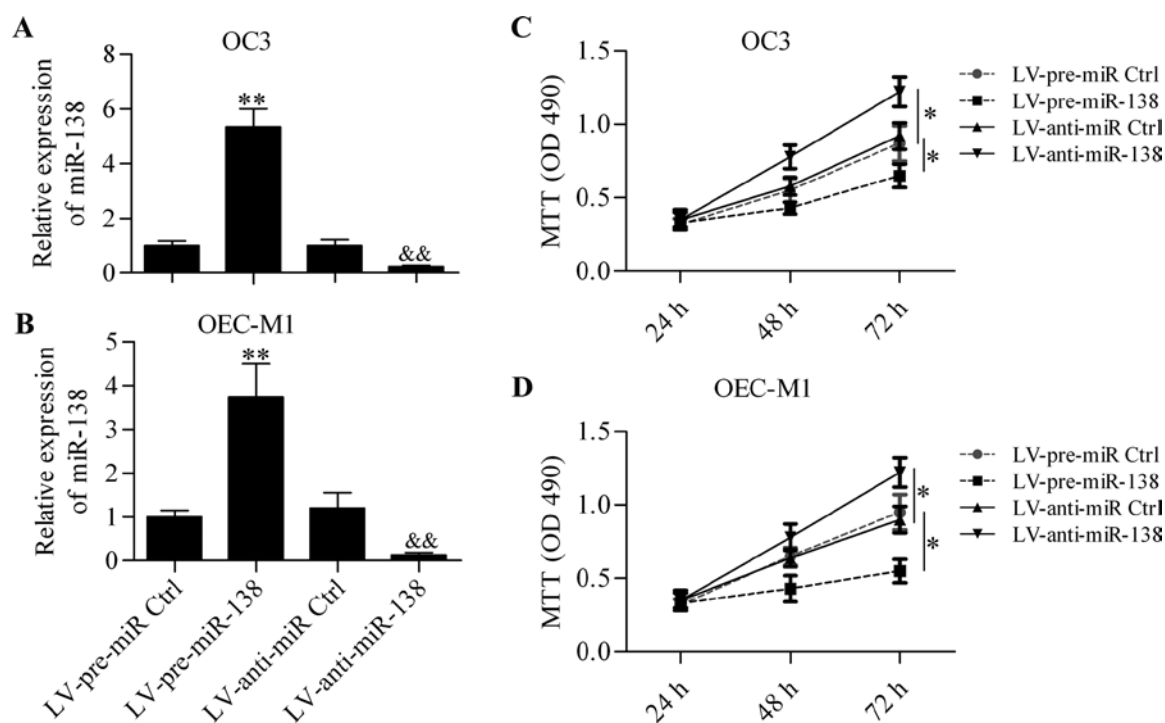 A
OC3
Relative expression
of miR-138
8
6
4
2
0
**
&&
B
OEC-M1
Relative expression
of miR-138
5
4
3
2
1
0
**
&&
LV-pre-miR Ctrl
LV-pre-miR-138
LV-anti-miR Ctrl
LV-anti-miR-138
C
OC3
MTT (OD 490)
1.5
1.0
0.5
0.0
24 h
48 h
72 h
*
*
LV-pre-miR Ctrl
LV-pre-miR-138
LV-anti-miR Ctrl
LV-anti-miR-138
D
OEC-M1
MTT (OD 490)
1.5
1.0
0.5
0.0
24 h
48 h
72 h
*
*
LV-pre-miR Ctrl
LV-pre-miR-138
LV-anti-miR Ctrl
LV-anti-miR-138